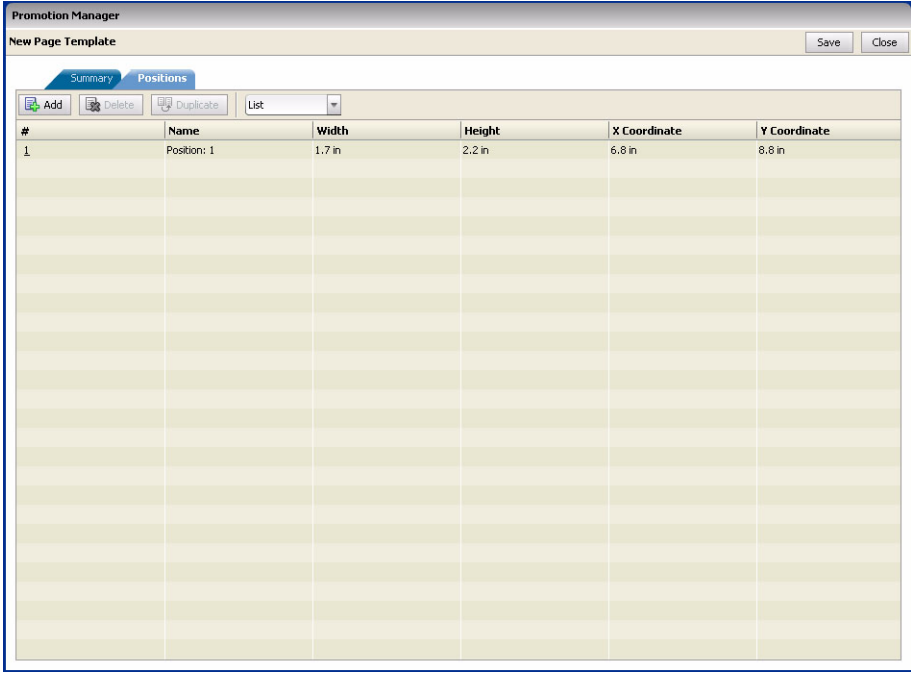 Promotion Manager
New Page Template Save Close
Summary Positions
Add Delete Duplicate List
# Name Width Height X Coordinate Y Coordinate
1 Position: 1 1.7 in 2.2 in 6.8 in 8.8 in